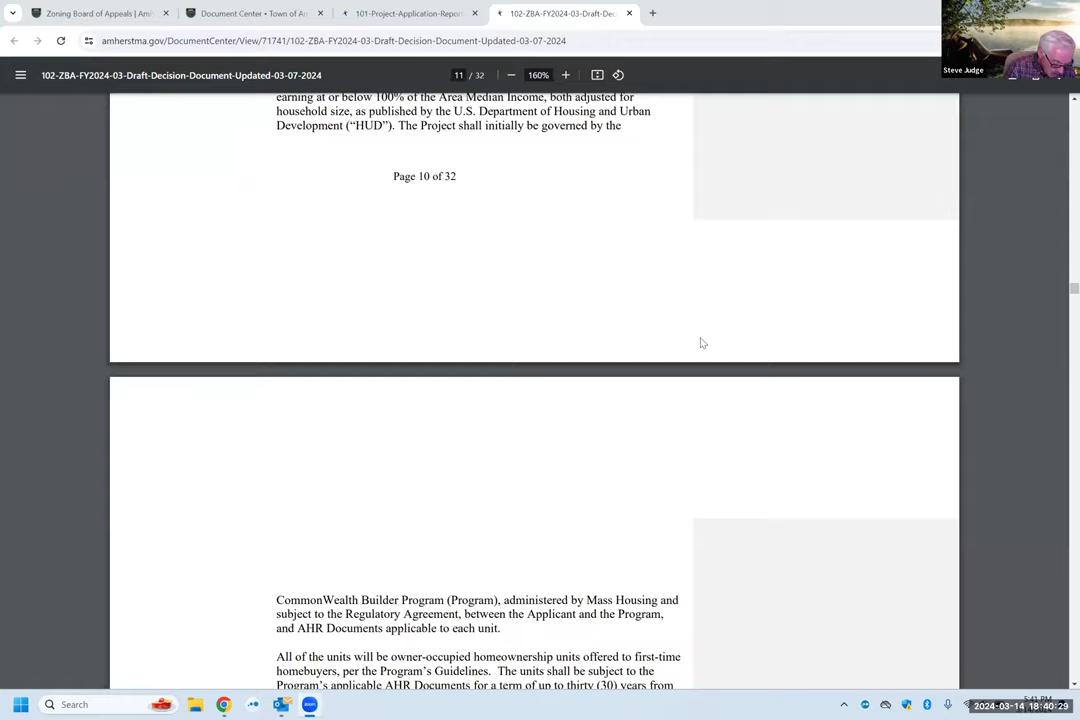 Zoning Board of Appeals | Amh
Document Center • Town of Am
101-Project-Application-Report
102-ZBA-FY2024-03-Draft-Dec
amherstma.gov/DocumentCenter/View/71741/102-ZBA-FY2024-03-Draft-Decision-Document-Updated-03-07-2024
102-ZBA-FY2024-03-Draft-Decision-Document-Updated-03-07-2024
11 / 32
160%
Steve Judge
earning at or below 100% of the Area Median Income, both adjusted for
household size, as published by the U.S. Department of Housing and Urban
Development (“HUD”). The Project shall initially be governed by the
Page 10 of 32
CommonWealth Builder Program (Program), administered by Mass Housing and
subject to the Regulatory Agreement, between the Applicant and the Program,
and AHR Documents applicable to each unit.
All of the units will be owner-occupied homeownership units offered to first-time
homebuyers, per the Program’s Guidelines. The units shall be subject to the
Program’s applicable AHR Documents for a term of up to thirty (30) years from
Search
zoom
5:41 PM
2024-03-14 18:40:29